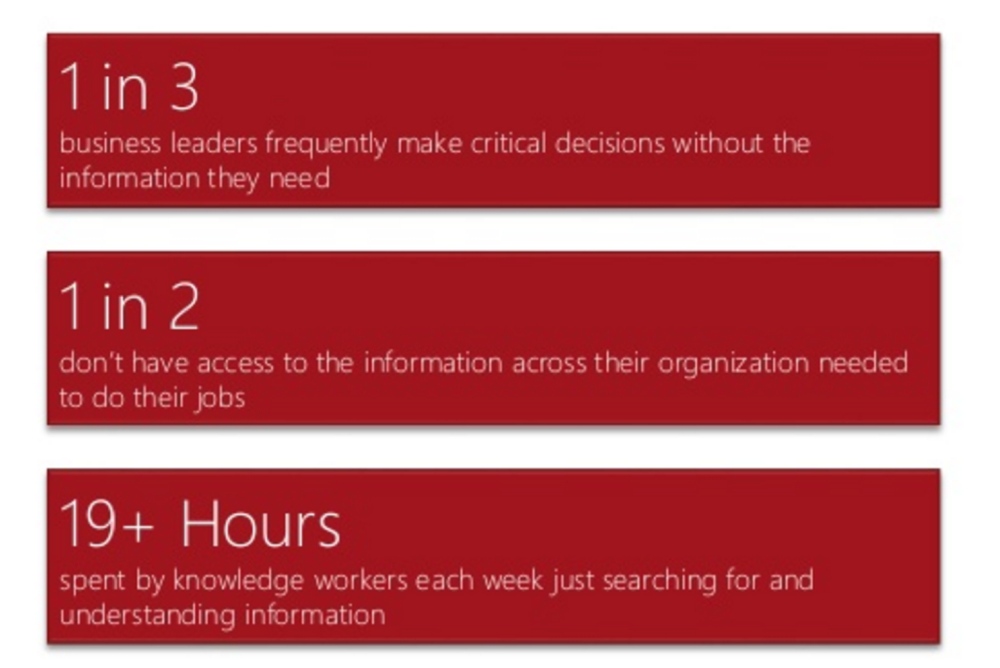 1 in 3
business leaders frequently make critical decisions without the
information they need
1 in 2
don't have access to the information across their organization needed
to do their jobs
19+ Hours
spent by knowledge workers each week just searching for and
understanding information